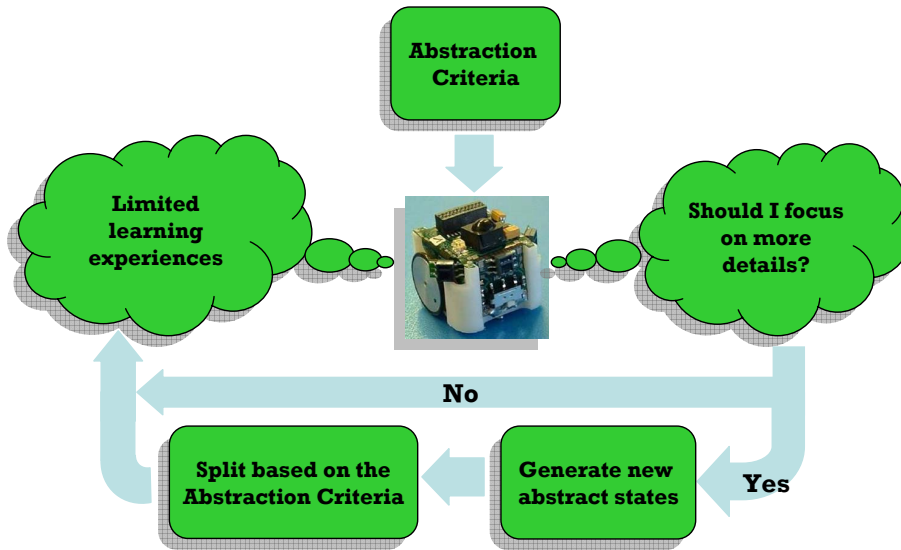 Abstraction
Criteria
Limited
learning
experiences
Should I focus
on more
details?
No
Split based on the
Abstraction Criteria
Generate new
abstract states
Yes